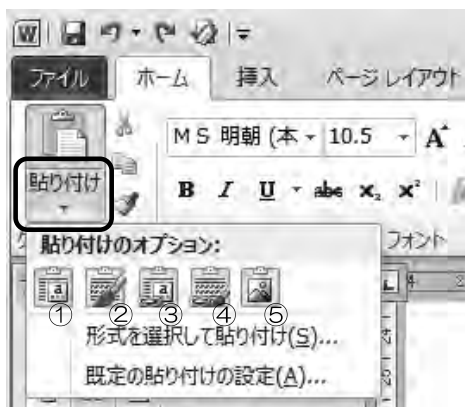 W
ファイル ホーム 挿入 ページ レイアウト
貼り付け
MS 明朝 (本 10.5 A
B I U abc x₂ x²
フォント
貼り付けのオプション:
a a
① ② ③ ④ ⑤
形式を選択して貼り付け(S)...
既定の貼り付けの設定(A)...